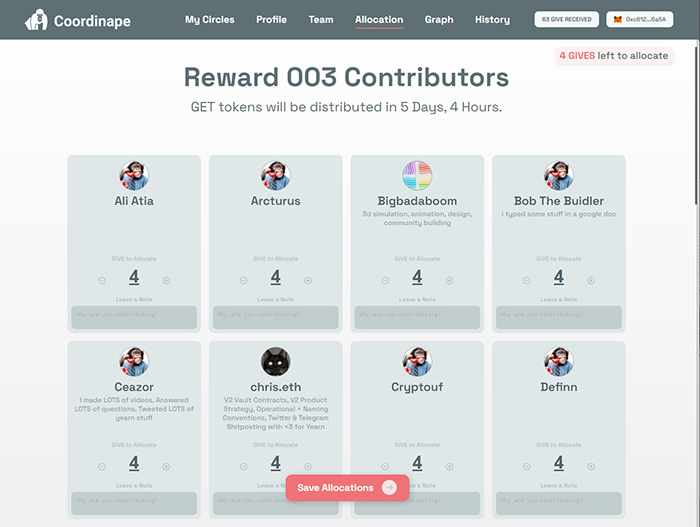 Coordinape
My Circles Profile Team Allocation Graph History
63 GIVE RECEIVED 0xc612...6a5A
4 GIVES left to allocate
Reward 003 Contributors
GET tokens will be distributed in 5 Days, 4 Hours.
Ali Atia
GIVE to Allocate
4
Leave a Note
Why are you contributing?
Arcturus
GIVE to Allocate
4
Leave a Note
Why are you contributing?
Bigbadaboom
3d simulation, animation, design,
community building
GIVE to Allocate
4
Leave a Note
Why are you contributing?
Bob The Buidler
i typed some stuff in a google doc
GIVE to Allocate
4
Leave a Note
Why are you contributing?
Ceazor
I made LOTS of videos. Answered
LOTS of questions. Tweeted LOTS of
yearn stuff
GIVE to Allocate
4
Leave a Note
Why are you contributing?
chris.eth
V2 Vault Contracts, V2 Product
Strategy, Operational + Naming
Conventions, Twitter & Telegram
Shitposting with <3 for Yearn
GIVE to Allocate
4
Why are you contributing?
Cryptouf
GIVE to Allocate
4
Definn
GIVE to Allocate
4
Leave a Note
Why are you contributing?
Save Allocations